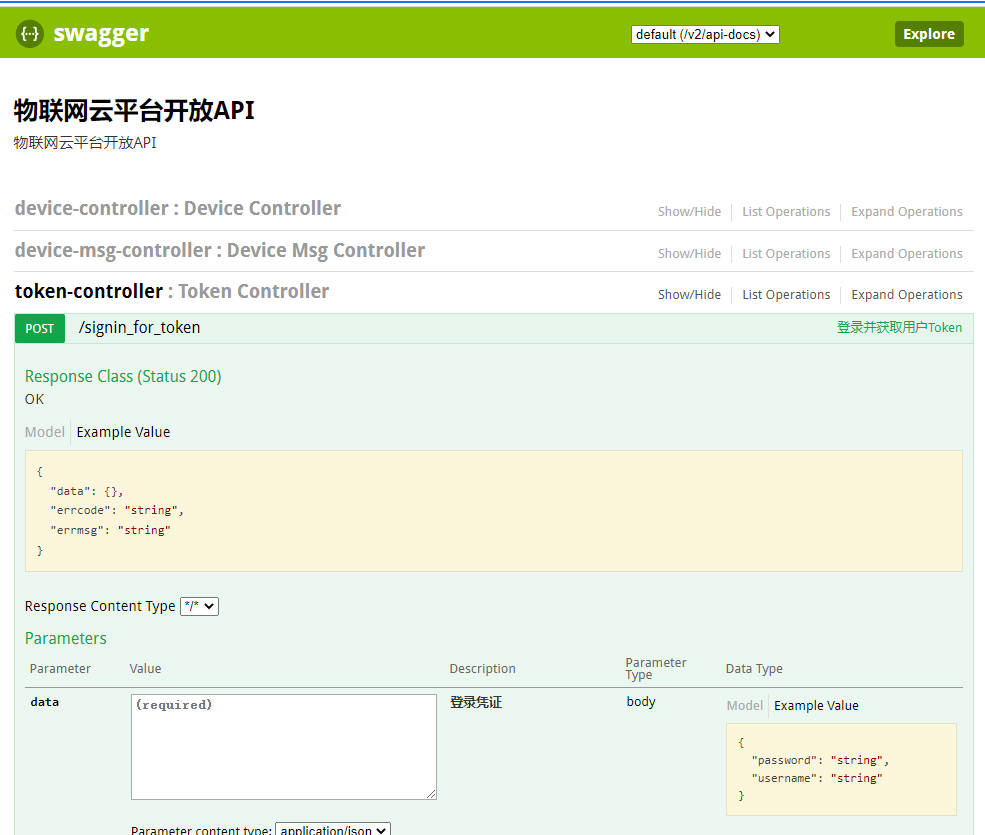 {··} swagger default (/v2/api-docs) Explore
物联网云平台开放API
物联网云平台开放API
device-controller : Device Controller Show/Hide List Operations Expand Operations
device-msg-controller : Device Msg Controller Show/Hide List Operations Expand Operations
token-controller : Token Controller Show/Hide List Operations Expand Operations
POST /signin_for_token 登录并获取用户Token
Response Class (Status 200)
OK
Model Example Value
{
"data": {},
"errcode": "string",
"errmsg": "string"
}
Response Content Type */*
Parameters
Parameter Value Description Parameter Type Data Type
data (required) 登录凭证 body Model Example Value
{
"password": "string",
"username": "string"
}
Parameter content type: application/json